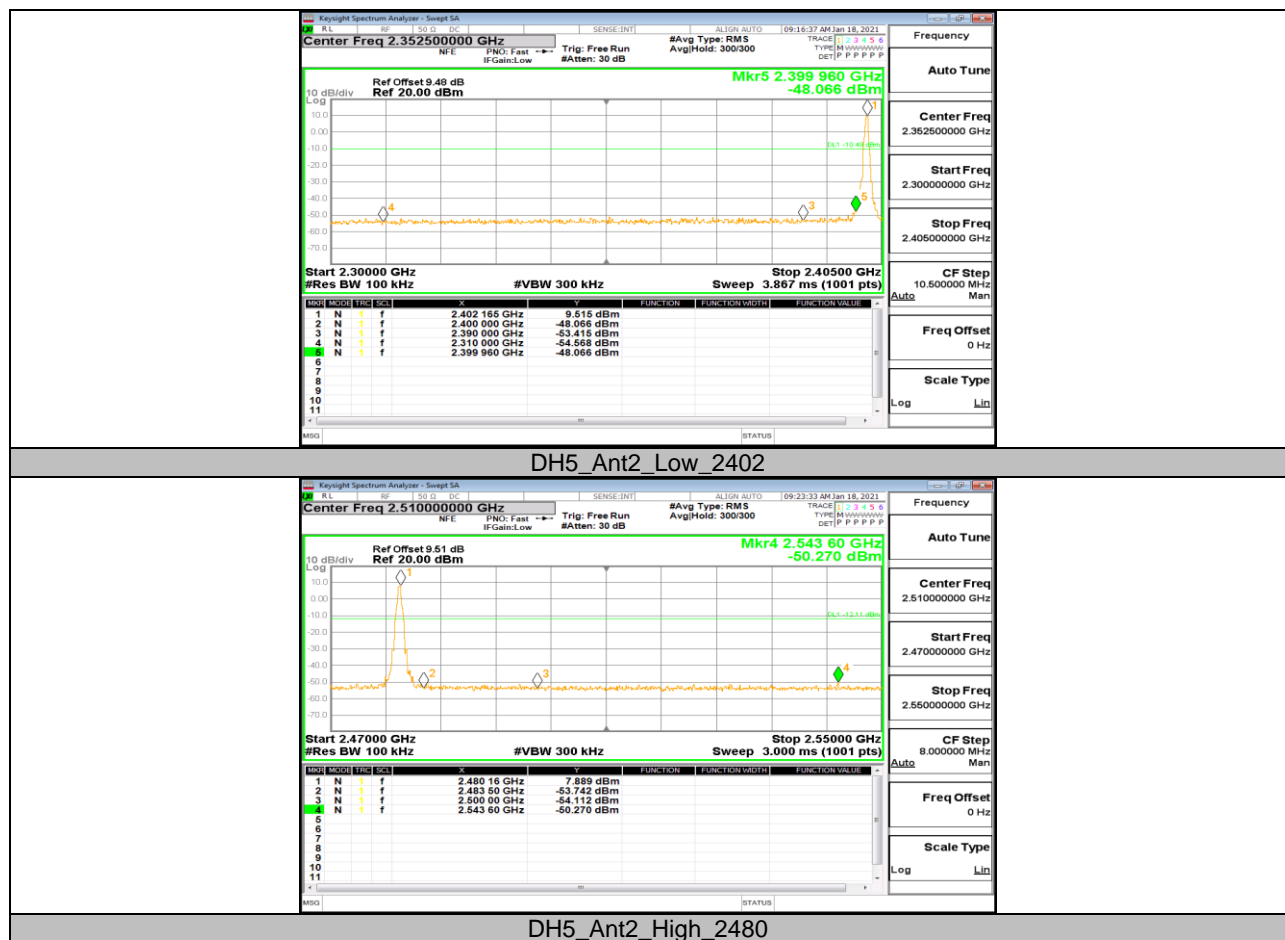 Keysight Spectrum Analyzer - Swept SA
RL RF 50 Ω DC SENSE:INT ALIGN AUTO 09:16:37 AM Jan 18, 2021
Center Freq 2.352500000 GHz
NFE PNO: Fast IFGain:Low Trig: Free Run #Atten: 30 dB
#Avg Type: RMS
Avg|Hold: 300/300
TRACE 1 2 3 4 5 6
TYPE M WWWWW
DET P P P P P P
Frequency
Auto Tune
Center Freq
2.352500000 GHz
Start Freq
2.300000000 GHz
Stop Freq
2.405000000 GHz
CF Step
10.500000 MHz
Auto Man
Freq Offset
0 Hz
Scale Type
Log Lin
Mkr5 2.399 960 GHz
-48.066 dBm
Ref Offset 9.48 dB
10 dB/div Ref 20.00 dBm
Log
10.0
0.00
-10.0
-20.0
-30.0
-40.0
-50.0
-60.0
-70.0
1
DL1 -10.49 dBm
4
3
5
Start 2.30000 GHz Stop 2.40500 GHz
#Res BW 100 kHz #VBW 300 kHz Sweep 3.867 ms (1001 pts)
MKR MODE TRC SCL X Y FUNCTION FUNCTION WIDTH FUNCTION VALUE
1 N 1 f 2.402 165 GHz 9.515 dBm
2 N 1 f 2.400 000 GHz -48.066 dBm
3 N 1 f 2.390 000 GHz -53.415 dBm
4 N 1 f 2.310 000 GHz -54.568 dBm
5 N 1 f 2.399 960 GHz -48.066 dBm
6
7
8
9
10
11
MSG STATUS
DH5_Ant2_Low_2402
Keysight Spectrum Analyzer - Swept SA
RL RF 50 Ω DC SENSE:INT ALIGN AUTO 09:23:33 AM Jan 18, 2021
Center Freq 2.510000000 GHz
NFE PNO: Fast IFGain:Low Trig: Free Run #Atten: 30 dB
#Avg Type: RMS
Avg|Hold: 300/300
TRACE 1 2 3 4 5 6
TYPE M WWWWW
DET P P P P P P
Frequency
Auto Tune
Center Freq
2.510000000 GHz
Start Freq
2.470000000 GHz
Stop Freq
2.550000000 GHz
CF Step
8.000000 MHz
Auto Man
Freq Offset
0 Hz
Scale Type
Log Lin
Mkr4 2.543 60 GHz
-50.270 dBm
Ref Offset 9.51 dB
10 dB/div Ref 20.00 dBm
Log
10.0
0.00
-10.0
-20.0
-30.0
-40.0
-50.0
-60.0
-70.0
1
DL1 -12.11 dBm
2
3
4
Start 2.47000 GHz Stop 2.55000 GHz
#Res BW 100 kHz #VBW 300 kHz Sweep 3.000 ms (1001 pts)
MKR MODE TRC SCL X Y FUNCTION FUNCTION WIDTH FUNCTION VALUE
1 N 1 f 2.480 16 GHz 7.889 dBm
2 N 1 f 2.483 50 GHz -53.742 dBm
3 N 1 f 2.500 00 GHz -54.112 dBm
4 N 1 f 2.543 60 GHz -50.270 dBm
5
6
7
8
9
10
11
MSG STATUS
DH5_Ant2_High_2480